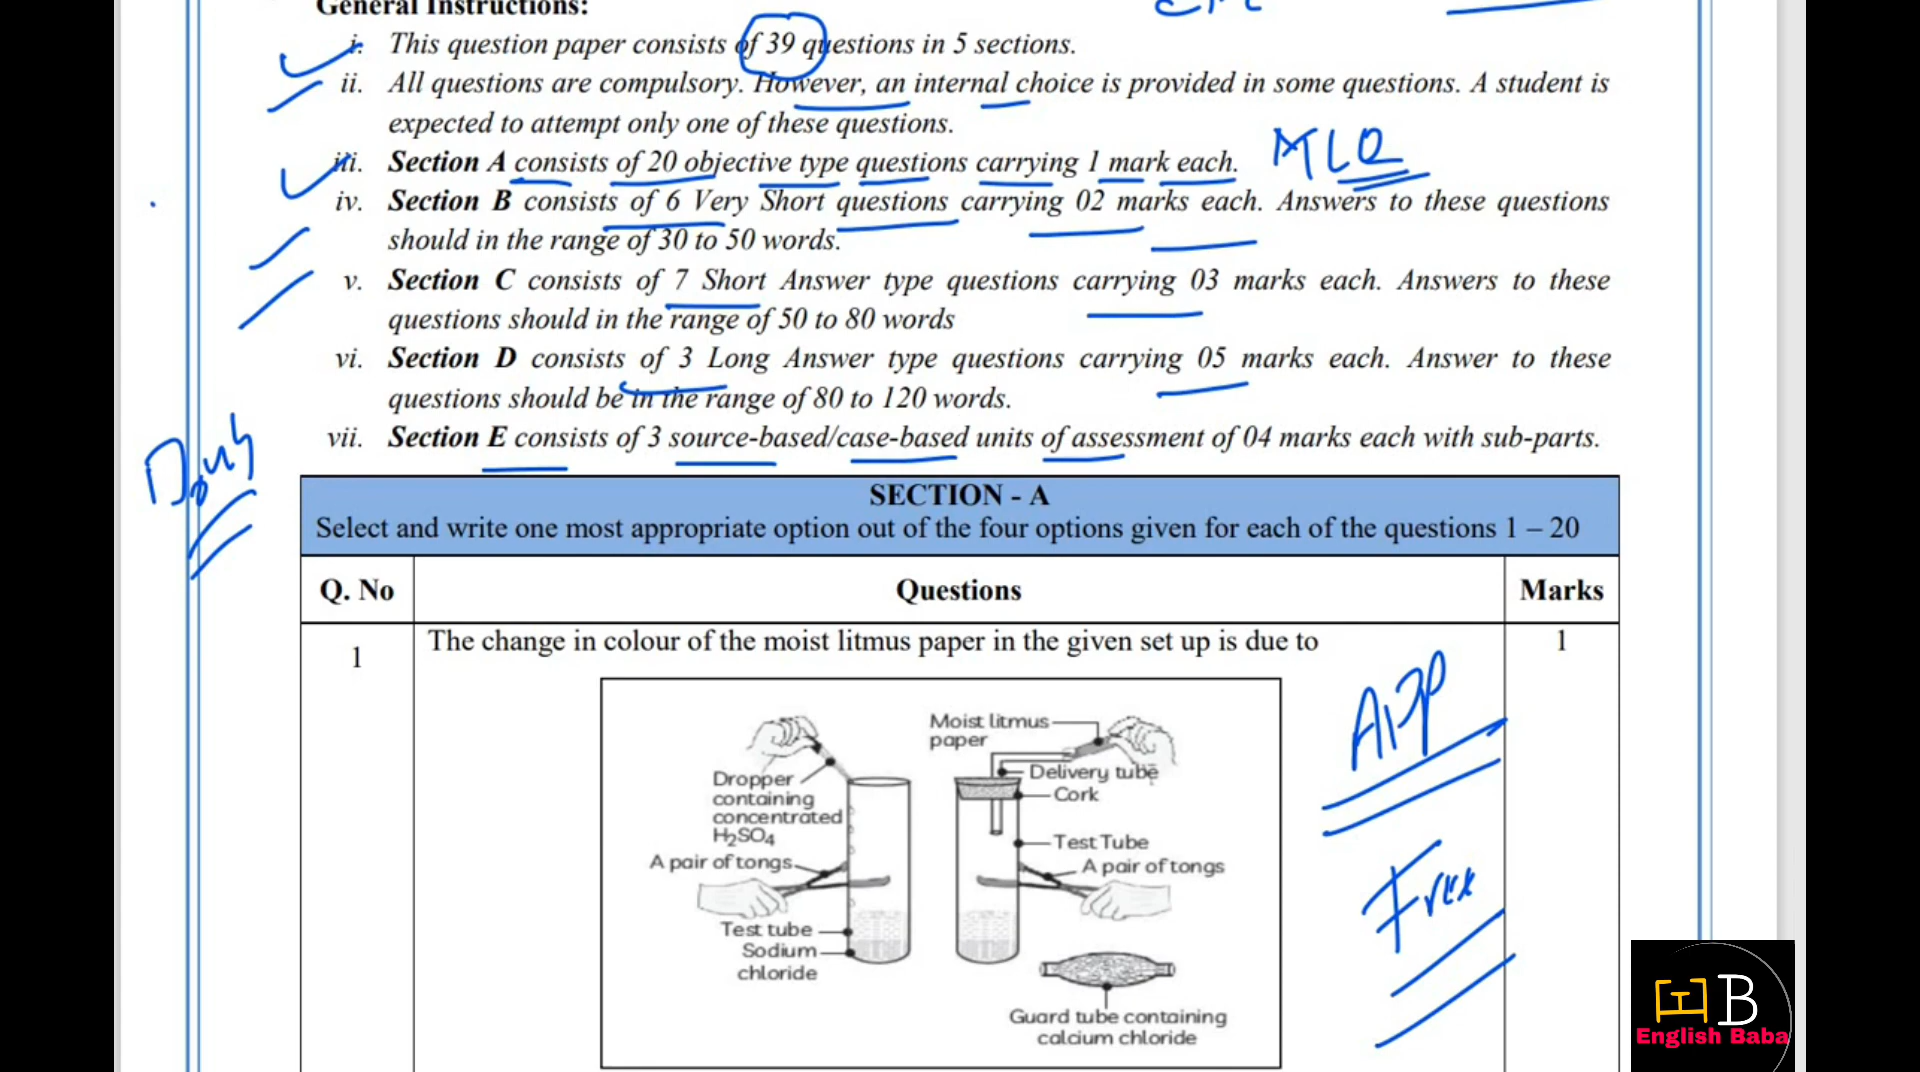 General Instructions:
i. This question paper consists of 39 questions in 5 sections.
ii. All questions are compulsory. However, an internal choice is provided in some questions. A student is
expected to attempt only one of these questions.
iii. Section A consists of 20 objective type questions carrying 1 mark each.
iv. Section B consists of 6 Very Short questions carrying 02 marks each. Answers to these questions
should in the range of 30 to 50 words.
v. Section C consists of 7 Short Answer type questions carrying 03 marks each. Answers to these
questions should in the range of 50 to 80 words
vi. Section D consists of 3 Long Answer type questions carrying 05 marks each. Answer to these
questions should be in the range of 80 to 120 words.
vii. Section E consists of 3 source-based/case-based units of assessment of 04 marks each with sub-parts.
SECTION - A
Select and write one most appropriate option out of the four options given for each of the questions 1 – 20
Q. No Questions Marks
1 The change in colour of the moist litmus paper in the given set up is due to 1
App
Free
Moist litmus
paper
Dropper
containing
concentrated
H₂SO₄
Delivery tube
Cork
Test Tube
A pair of tongs
A pair of tongs
Test tube
Sodium
chloride
Guard tube containing
calcium chloride
B
English Baba